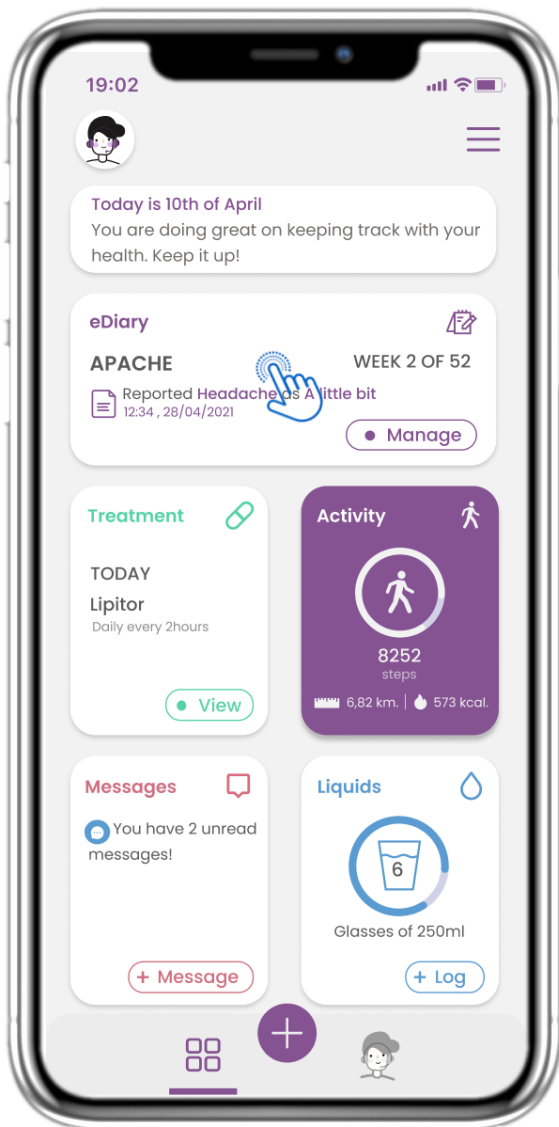 19:02
Today is 10th of April
You are doing great on keeping track with your
health. Keep it up!
eDiary
APACHE
WEEK 2 OF 52
Reported Headache as A little bit
12:34 , 28/04/2021
Manage
Treatment
TODAY
Lipitor
Daily every 2hours
View
Activity
8252
steps
6,82 km.
573 kcal.
Messages
You have 2 unread
messages!
+ Message
Liquids
6
Glasses of 250ml
+ Log